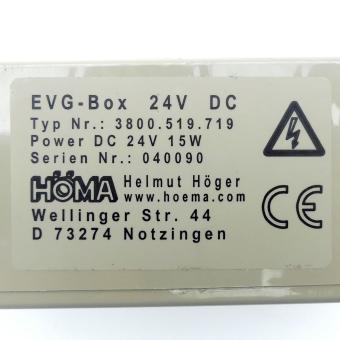 EVG-Box 24V DC
Typ Nr.: 3800.519.719
Power DC 24V 15W
Serien Nr.: 040090
HÖMA Helmut Höger
www.hoema.com
Wellinger Str. 44
D 73274 Notzingen
CE